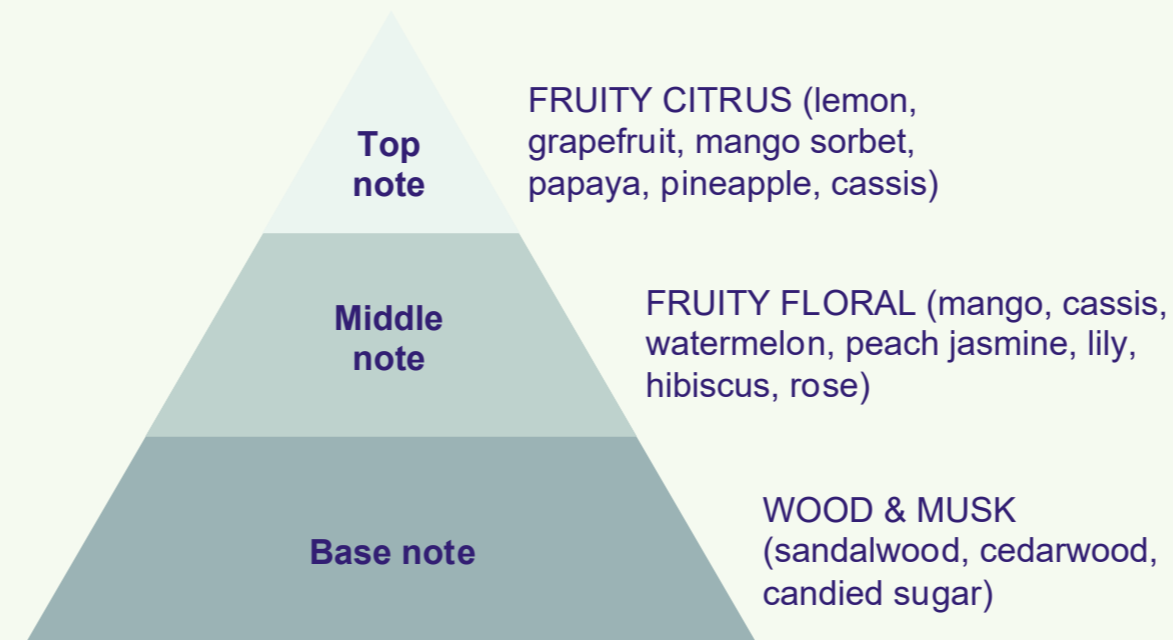 Top
note
FRUITY CITRUS (lemon,
grapefruit, mango sorbet,
papaya, pineapple, cassis)
Middle
note
FRUITY FLORAL (mango, cassis,
watermelon, peach jasmine, lily,
hibiscus, rose)
Base note
WOOD & MUSK
(sandalwood, cedarwood,
candied sugar)